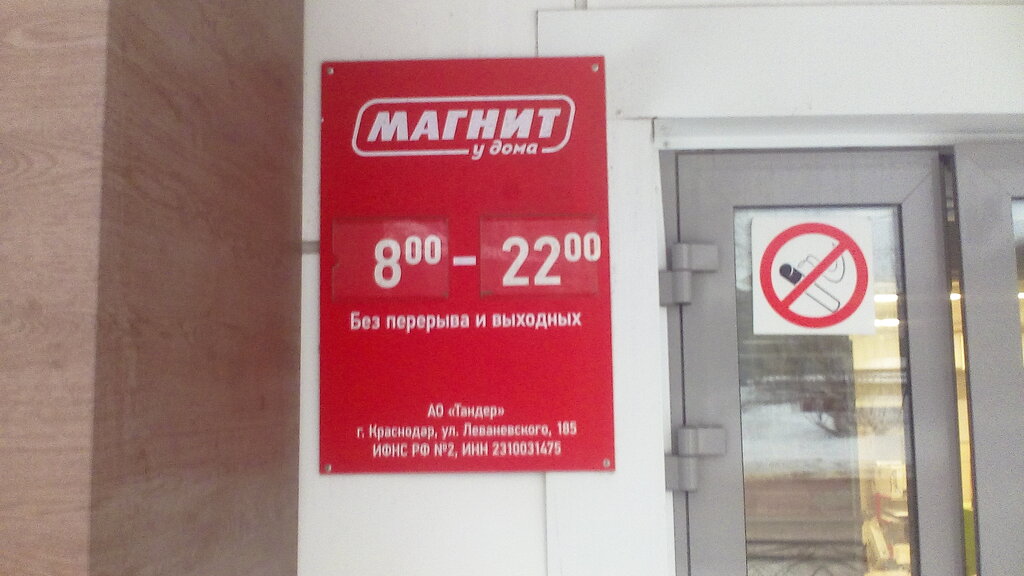 МАГНИТ
у дома
8⁰⁰ – 22⁰⁰
Без перерыва и выходных
АО «Тандер»
г. Краснодар, ул. Леваневского, 185
ИФНС РФ №2, ИНН 2310031475